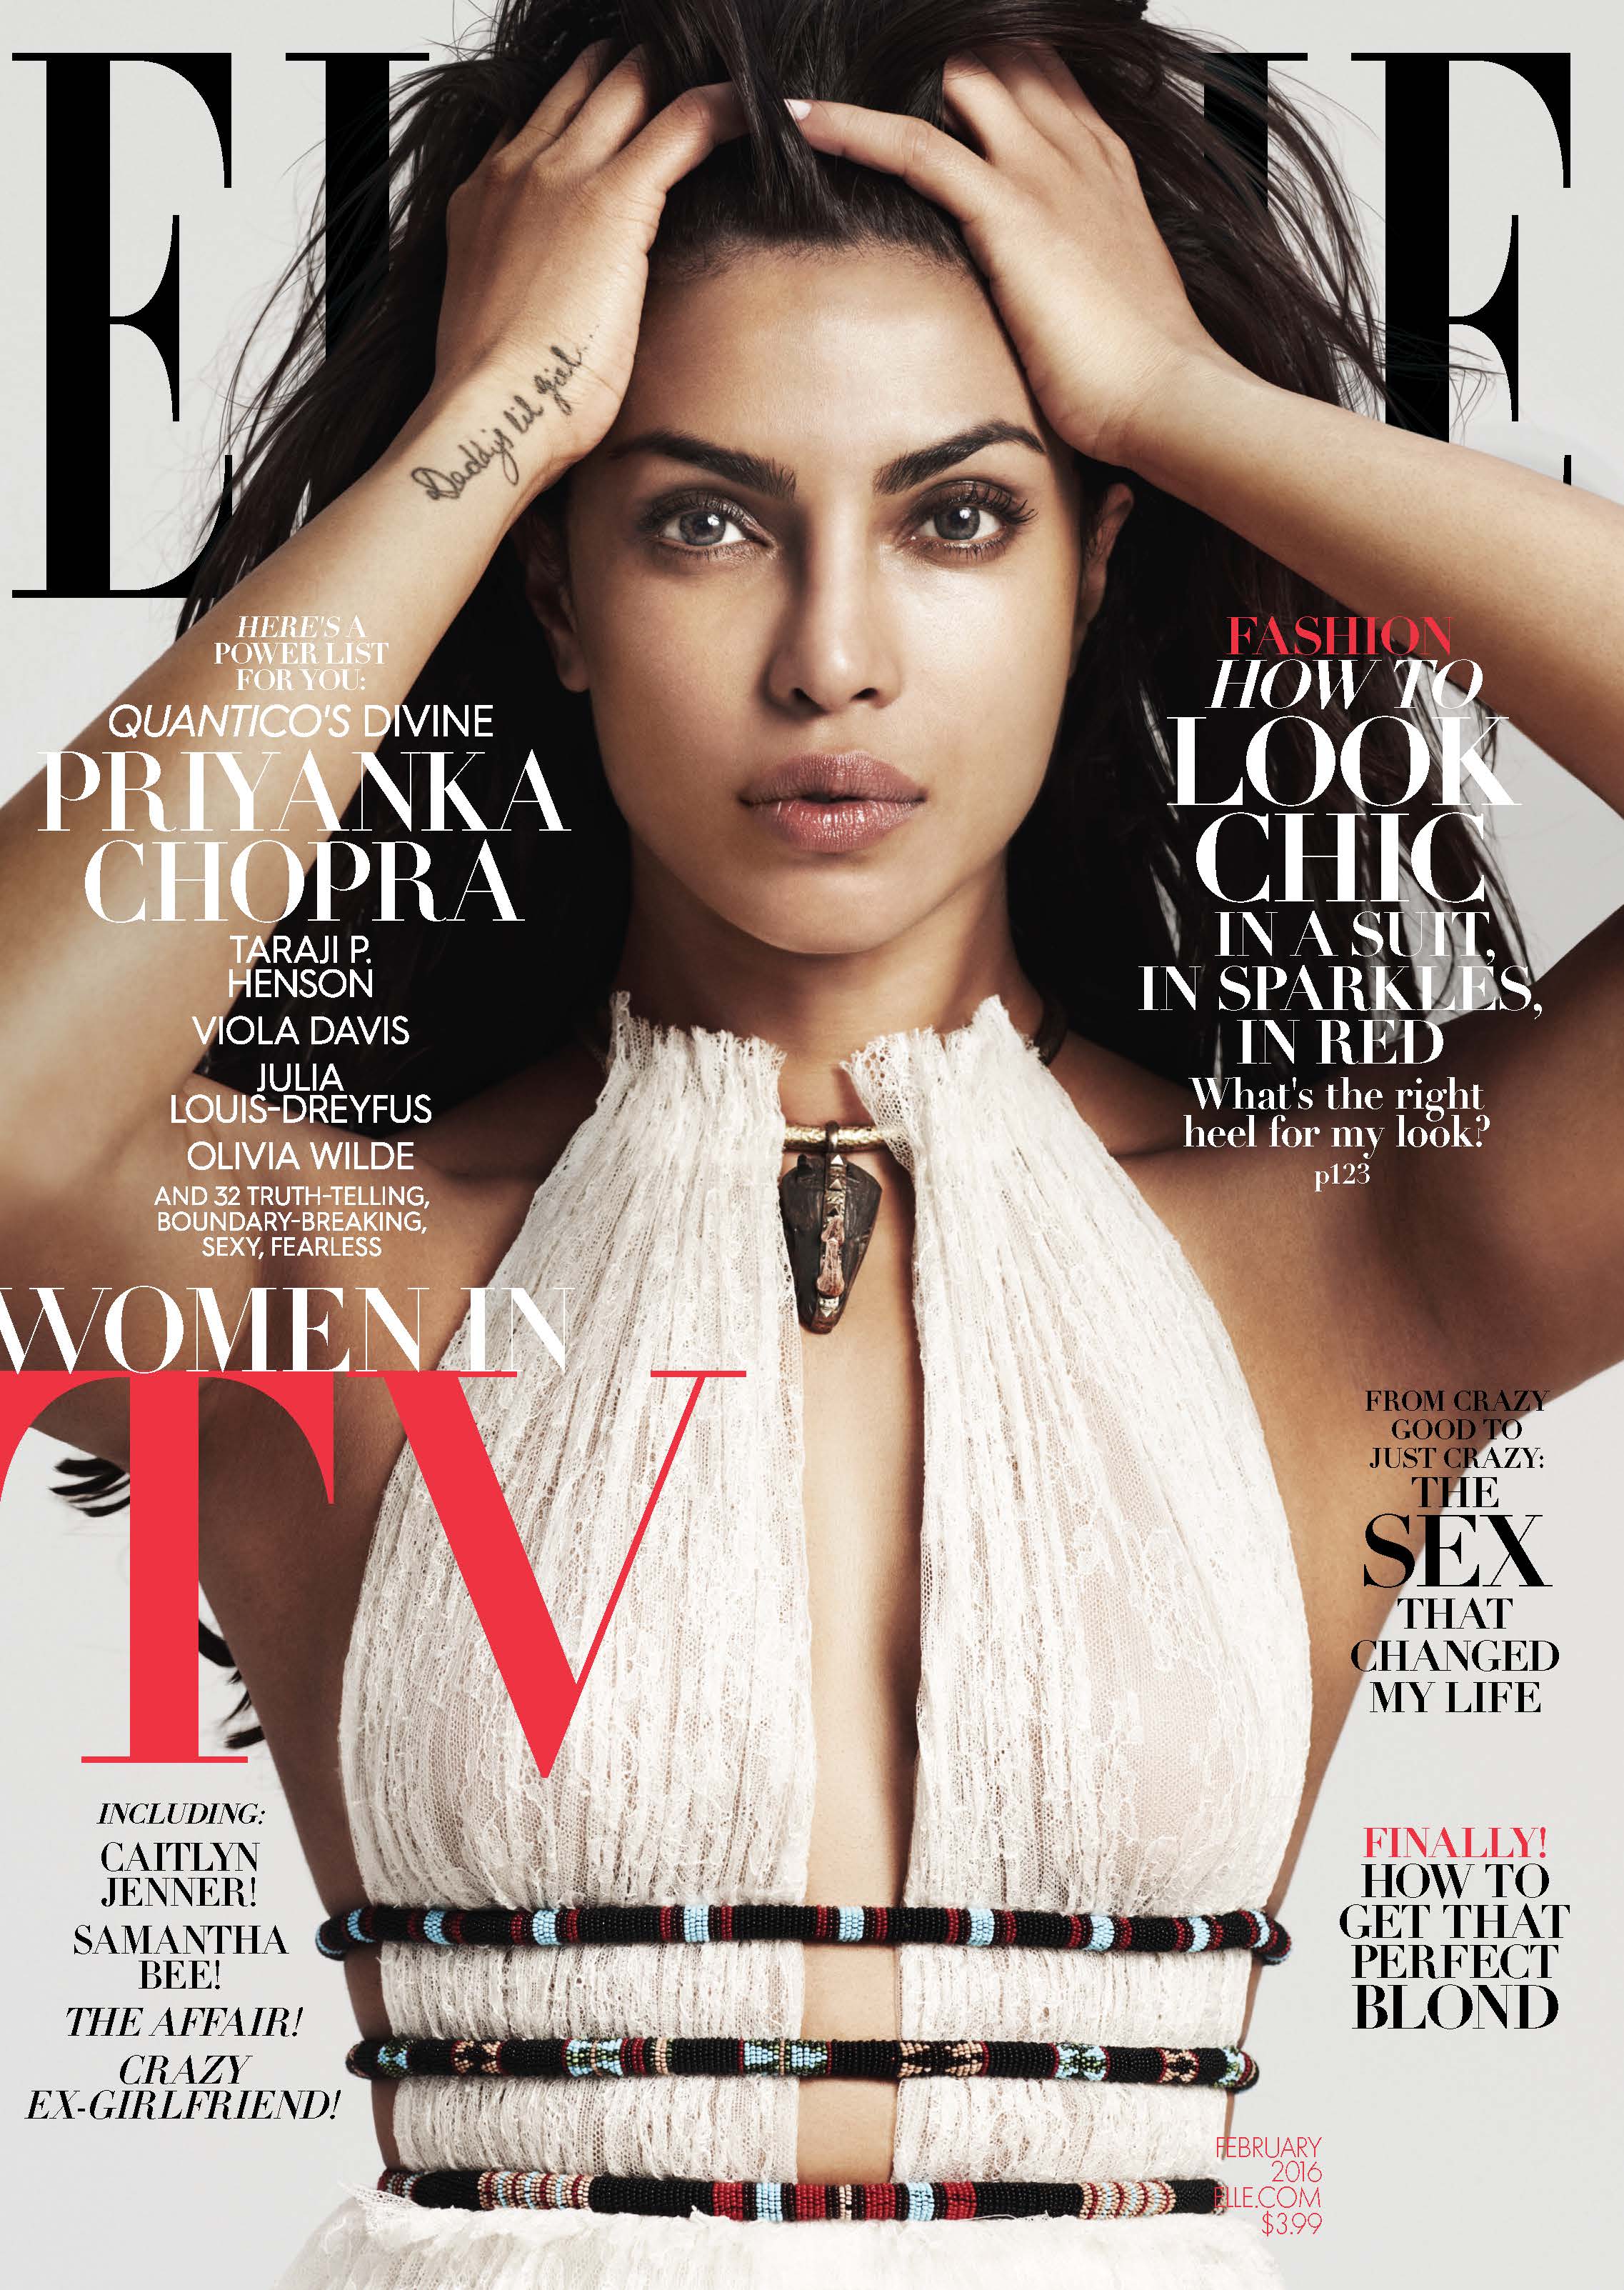 ELLE
Daddy's lil girl...
HERE'S A
POWER LIST
FOR YOU:
QUANTICO'S DIVINE
PRIYANKA
CHOPRA
TARAJI P.
HENSON
VIOLA DAVIS
JULIA
LOUIS-DREYFUS
OLIVIA WILDE
AND 32 TRUTH-TELLING,
BOUNDARY-BREAKING,
SEXY, FEARLESS
WOMEN IN
TV
INCLUDING:
CAITLYN
JENNER!
SAMANTHA
BEE!
THE AFFAIR!
CRAZY
EX-GIRLFRIEND!
FASHION
HOW TO
LOOK
CHIC
IN A SUIT,
IN SPARKLES,
IN RED
What's the right
heel for my look?
p123
FROM CRAZY
GOOD TO
JUST CRAZY:
THE
SEX
THAT
CHANGED
MY LIFE
FINALLY!
HOW TO
GET THAT
PERFECT
BLOND
FEBRUARY
2016
ELLE.COM
$3.99